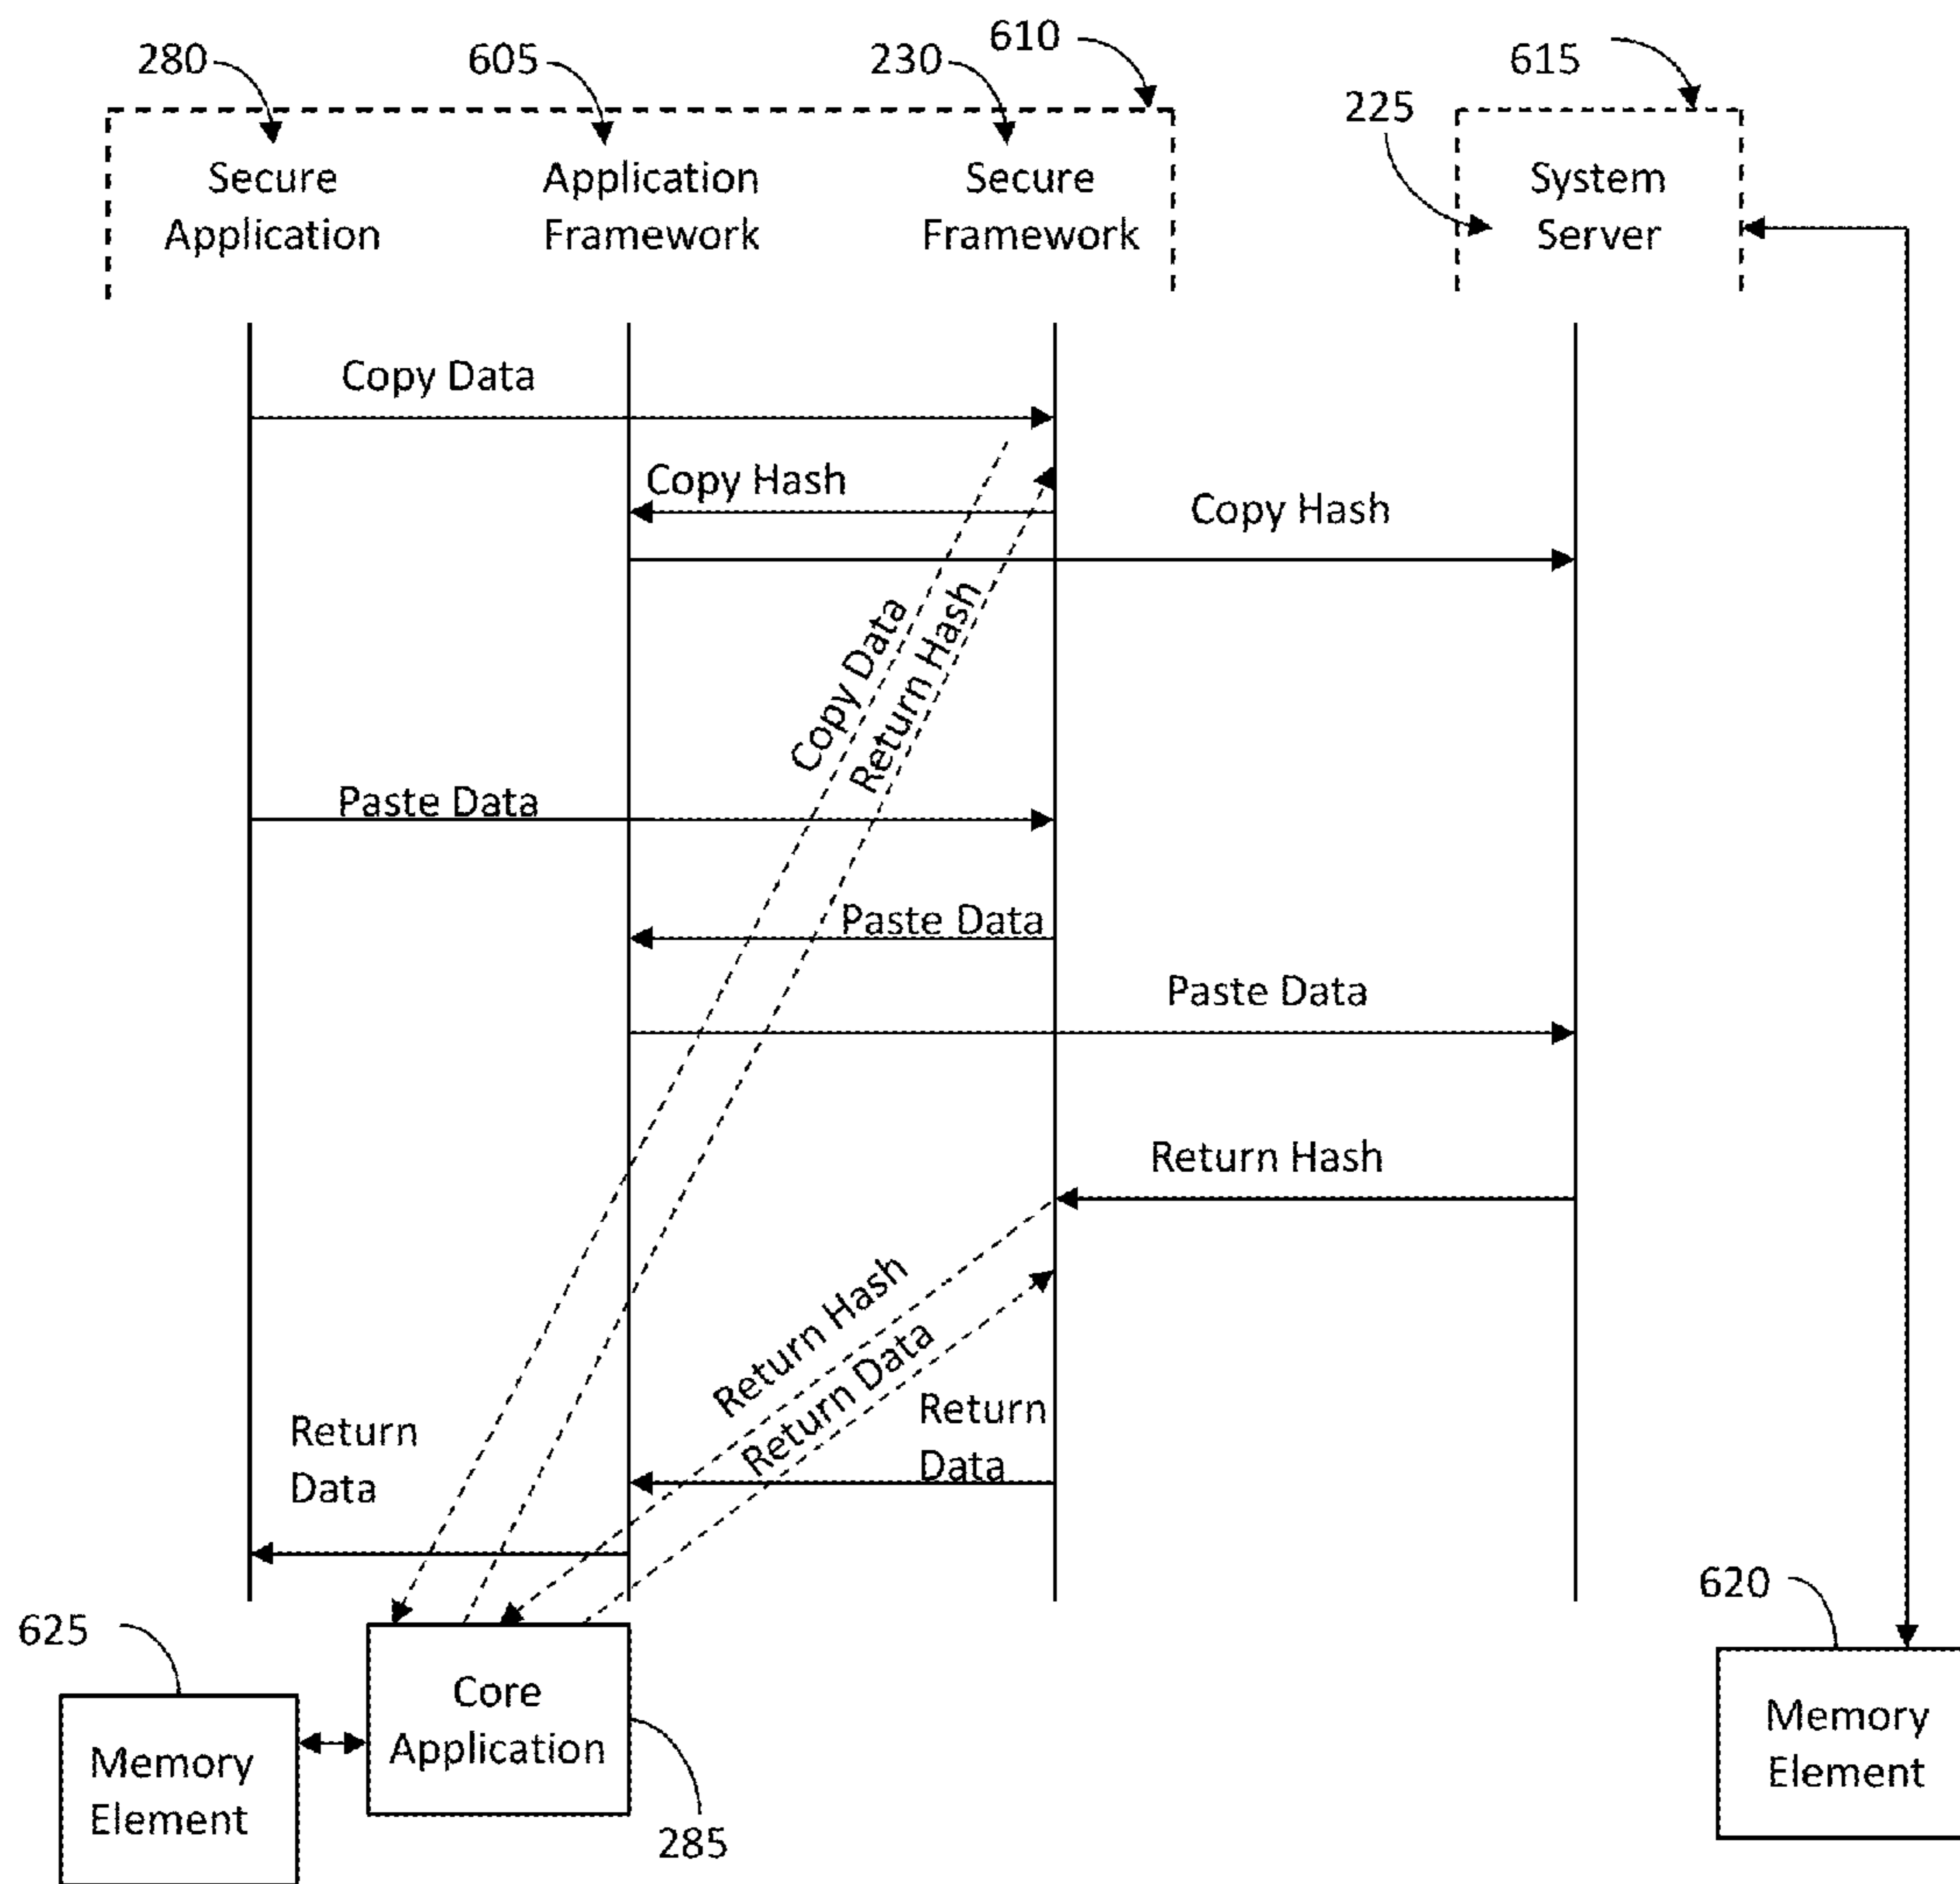 280
605
230
610
615
225
Secure
Application
Application
Framework
Secure
Framework
System
Server
Copy Data
Copy Hash
Copy Hash
Copy Data
Return Hash
Paste Data
Paste Data
Paste Data
Return Hash
Return Hash
Return Data
Return
Data
Return
Data
625
620
Core
Application
Memory
Element
Memory
Element
285